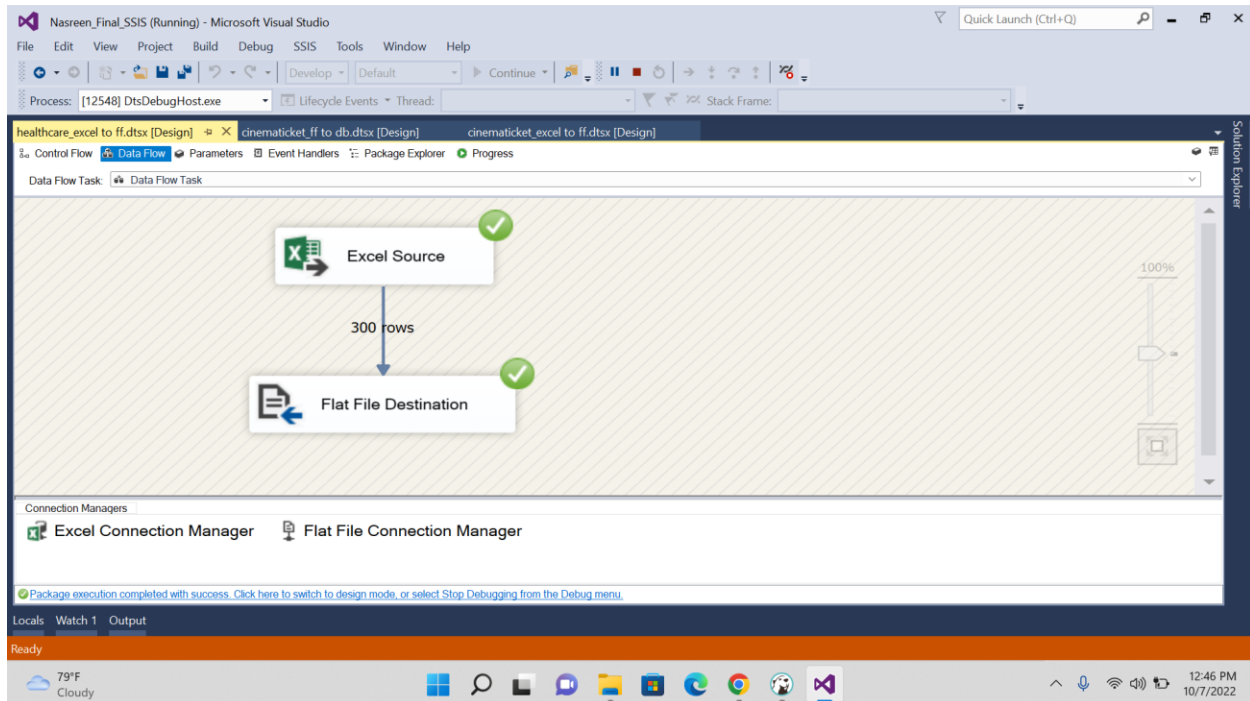 Nasreen_Final_SSIS (Running) - Microsoft Visual Studio
Quick Launch (Ctrl+Q)
File Edit View Project Build Debug SSIS Tools Window Help
Develop Default Continue
Process: [12548] DtsDebugHost.exe Lifecycle Events Thread: Stack Frame:
healthcare_excel to ff.dtsx [Design] cinematicket_ff to db.dtsx [Design] cinematicket_excel to ff.dtsx [Design]
Solution Explorer
Control Flow Data Flow Parameters Event Handlers Package Explorer Progress
Data Flow Task: Data Flow Task
Excel Source
100%
300 rows
Flat File Destination
Connection Managers
Excel Connection Manager Flat File Connection Manager
Package execution completed with success. Click here to switch to design mode, or select Stop Debugging from the Debug menu.
Locals Watch 1 Output
Ready
79°F
Cloudy
12:46 PM
10/7/2022